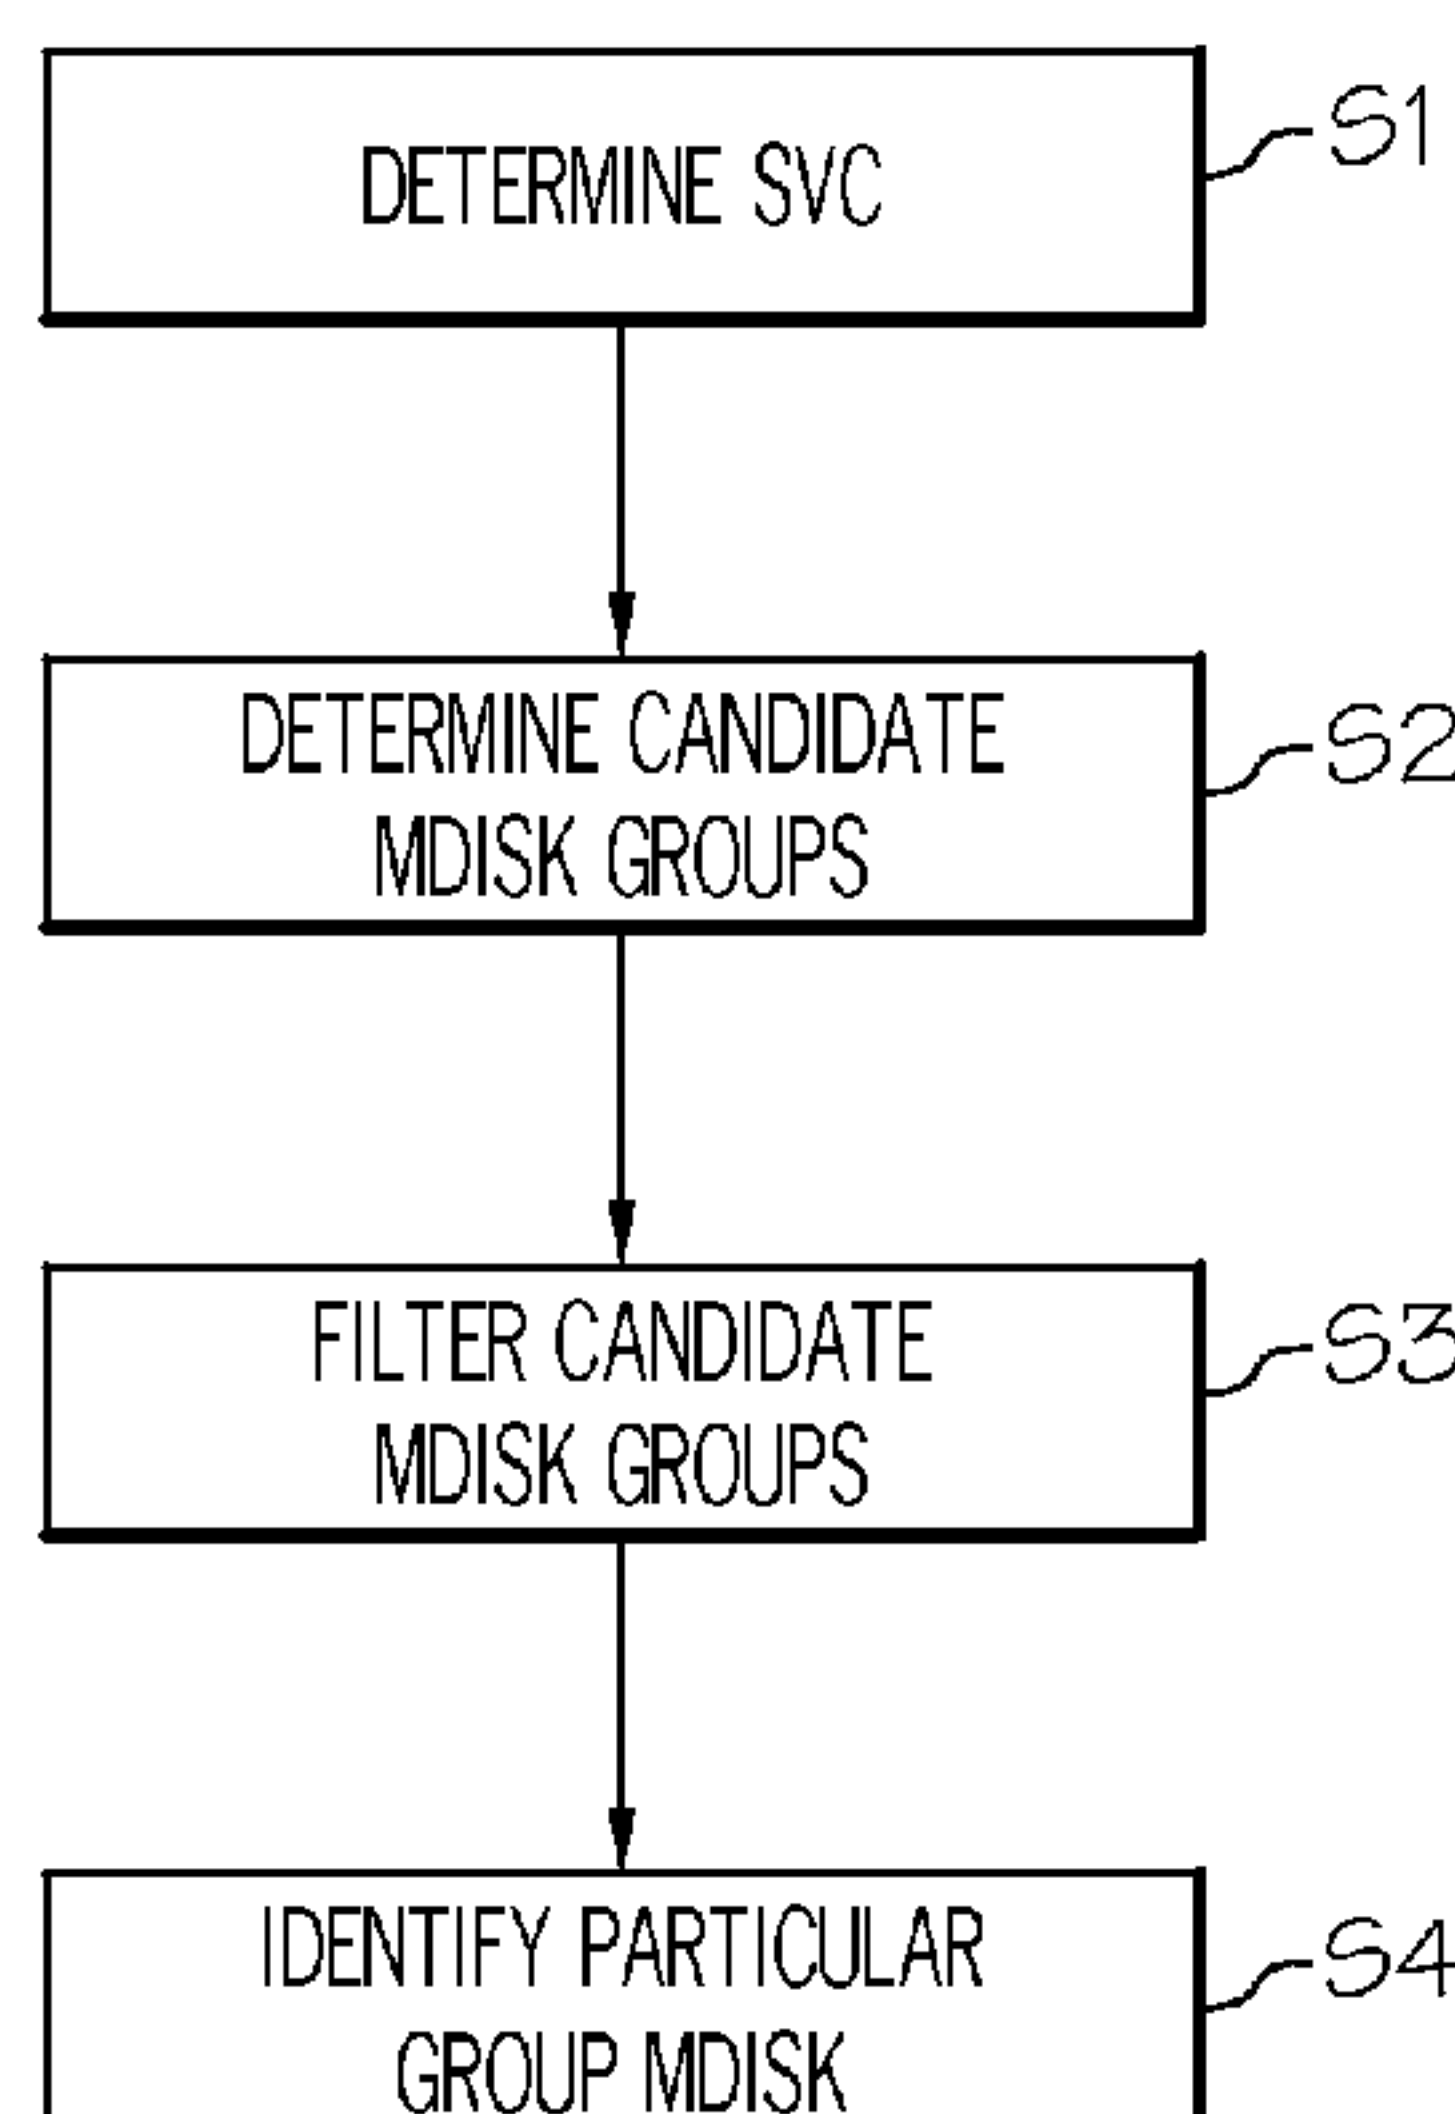 DETERMINE SVC
S1
DETERMINE CANDIDATE
MDISK GROUPS
S2
FILTER CANDIDATE
MDISK GROUPS
S3
IDENTIFY PARTICULAR
GROUP MDISK
S4